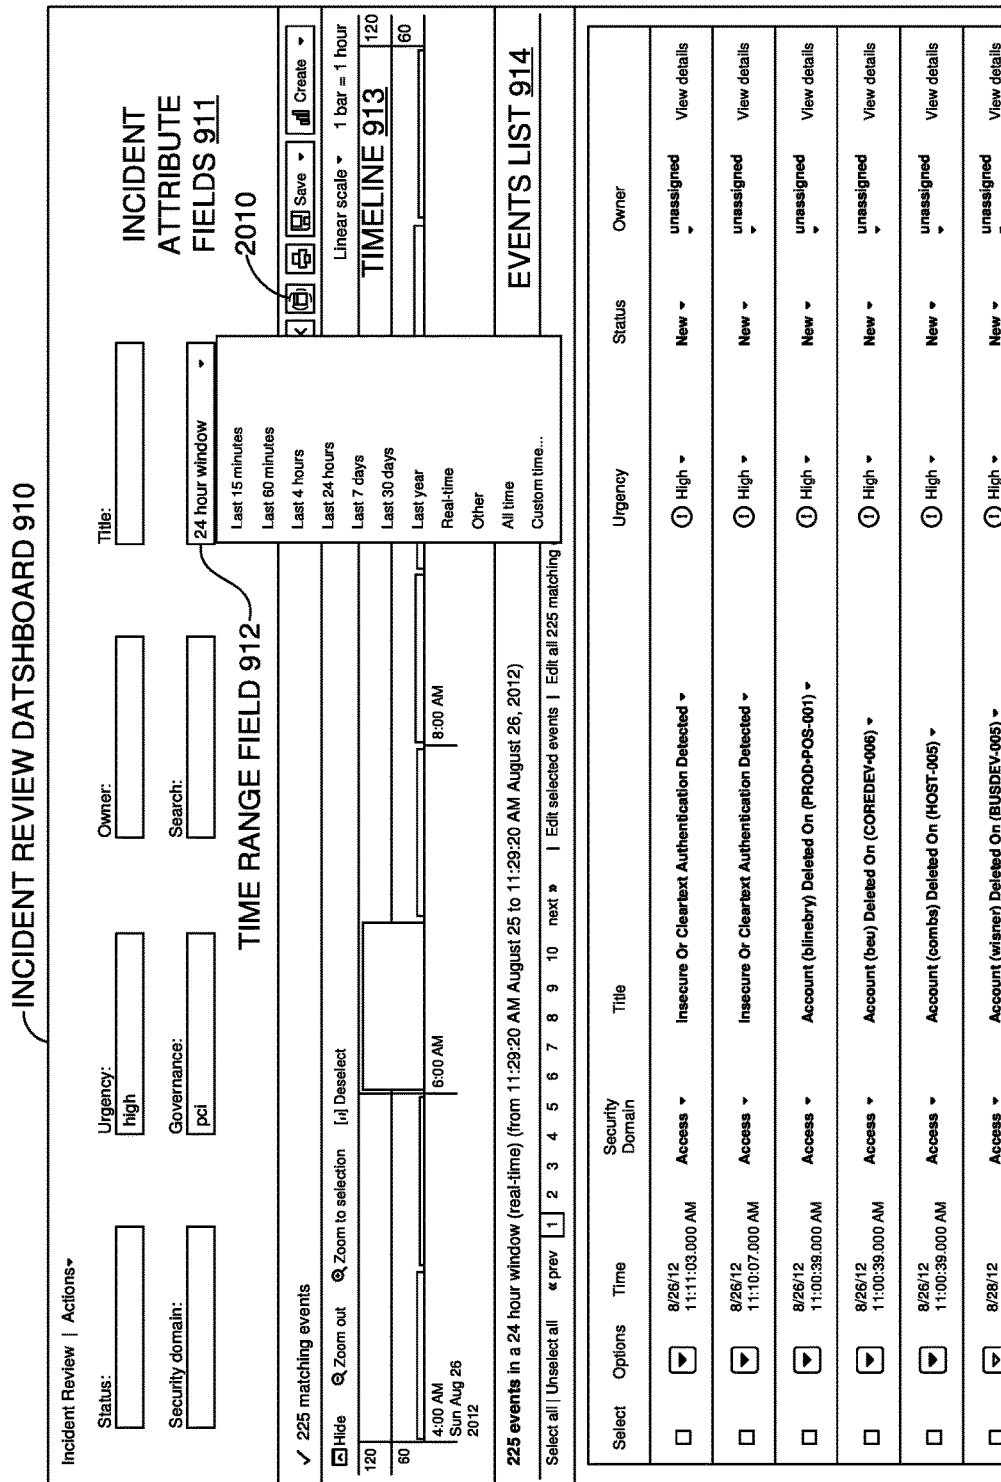 INCIDENT REVIEW DATSHBOARD 910
Incident Review | Actions
Status:
Urgency:
high
Owner:
Title:
INCIDENT
ATTRIBUTE
FIELDS 911
Security domain:
Governance:
pci
Search:
24 hour window
TIME RANGE FIELD 912
2010
Last 15 minutes
Last 60 minutes
Last 4 hours
Last 24 hours
Last 7 days
Last 30 days
Last year
Real-time
Other
All time
Custom time...
✓ 225 matching events
Save
Create
Hide Zoom out Zoom to selection Deselect
Linear scale 1 bar = 1 hour
TIMELINE 913
120 120
60 60
4:00 AM 6:00 AM 8:00 AM
Sun Aug 26
2012
225 events in a 24 hour window (real-time) (from 11:29:20 AM August 25 to 11:29:20 AM August 26, 2012)
EVENTS LIST 914
Select all | Unselect all « prev 1 2 3 4 5 6 7 8 9 10 next » | Edit selected events | Edit all 225 matching
Select Options Time Security Domain Title Urgency Status Owner
8/26/12 11:11:03.000 AM Access Insecure Or Cleartext Authentication Detected High New unassigned View details
8/26/12 11:10:07.000 AM Access Insecure Or Cleartext Authentication Detected High New unassigned View details
8/26/12 11:00:39.000 AM Access Account (blinebry) Deleted On (PROD•POS-001) High New unassigned View details
8/26/12 11:00:39.000 AM Access Account (beu) Deleted On (COREDEV•006) High New unassigned View details
8/26/12 11:00:39.000 AM Access Account (combs) Deleted On (HOST-005) High New unassigned View details
8/28/12 Access Account (wisner) Deleted On (BUSDEV-005) High New unassigned View details